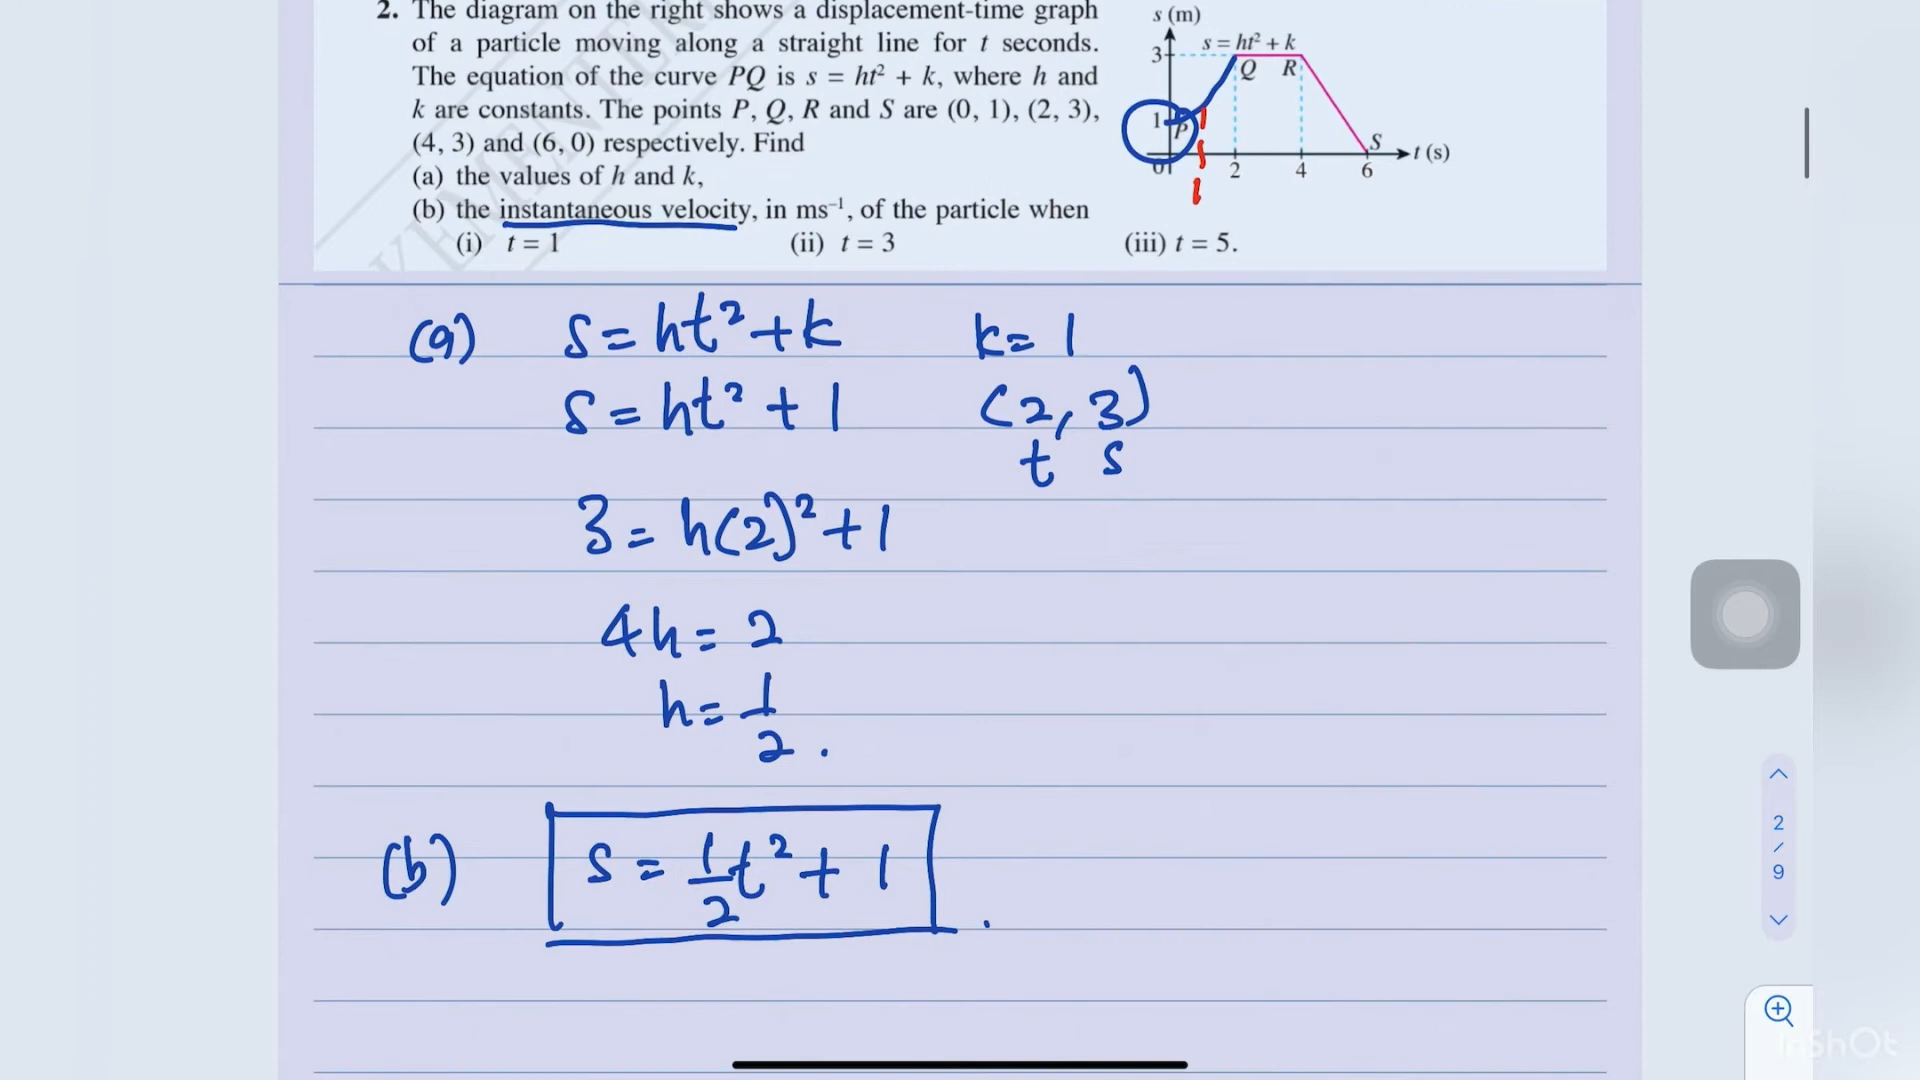 2. The diagram on the right shows a displacement-time graph
of a particle moving along a straight line for t seconds.
The equation of the curve PQ is s = ht² + k, where h and
k are constants. The points P, Q, R and S are (0, 1), (2, 3),
(4, 3) and (6, 0) respectively. Find
(a) the values of h and k,
(b) the instantaneous velocity, in ms⁻¹, of the particle when
(i) t = 1 (ii) t = 3 (iii) t = 5.
s (m)
s = ht² + k
3
Q R
1
P
S
t (s)
0 2 4 6
1
KEMENTER
(a) s = ht² + k k = 1
s = ht² + 1 (2, 3)
t s
3 = h(2)² + 1
4h = 2
h = 1/2 .
(b) s = 1/2 t² + 1 .
2
/
9
InShOt